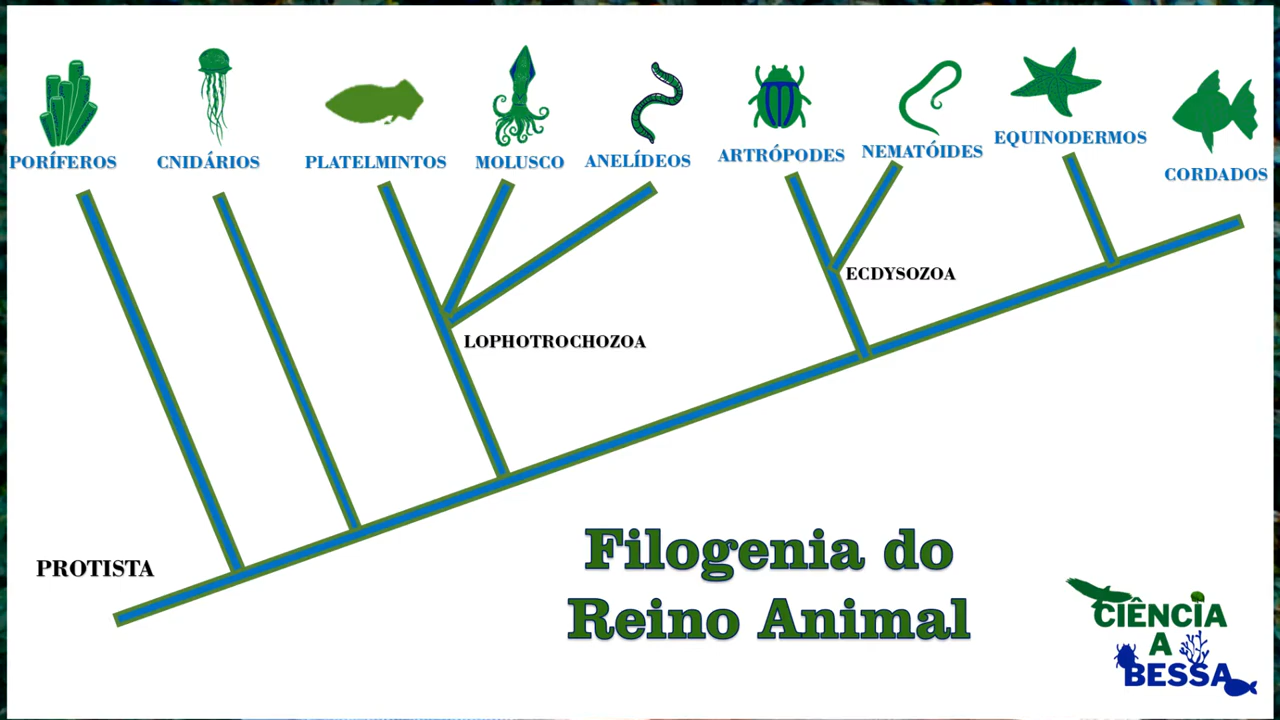 PORÍFEROS
CNIDÁRIOS
PLATELMINTOS
MOLUSCO
ANELÍDEOS
ARTRÓPODES
NEMATÓIDES
EQUINODERMOS
CORDADOS
ECDYSOZOA
LOPHOTROCHOZOA
PROTISTA
Filogenia do
Reino Animal
CIÊNCIA
A
BESSA